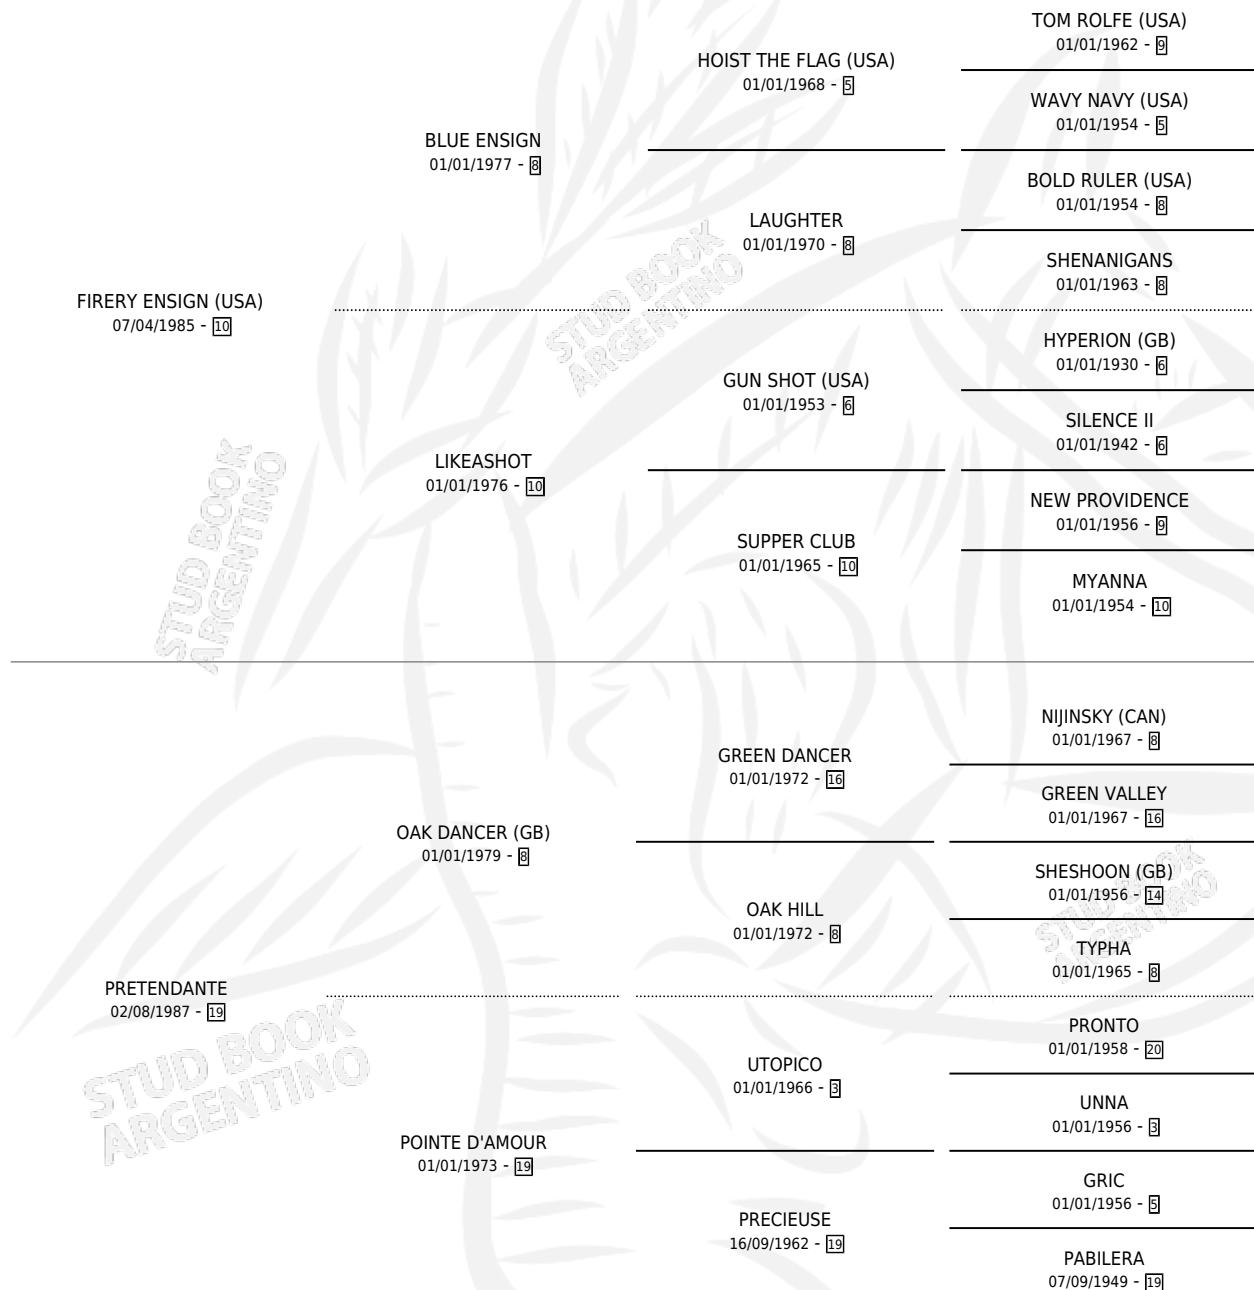 FIRERY ENSIGN (USA)
07/04/1985 - 10
BLUE ENSIGN
01/01/1977 - 8
HOIST THE FLAG (USA)
01/01/1968 - 5
TOM ROLFE (USA)
01/01/1962 - 9
WAVY NAVY (USA)
01/01/1954 - 5
LAUGHTER
01/01/1970 - 8
BOLD RULER (USA)
01/01/1954 - 8
SHENANIGANS
01/01/1963 - 8
LIKEASHOT
01/01/1976 - 10
GUN SHOT (USA)
01/01/1953 - 6
HYPERION (GB)
01/01/1930 - 6
SILENCE II
01/01/1942 - 6
SUPPER CLUB
01/01/1965 - 10
NEW PROVIDENCE
01/01/1956 - 9
MYANNA
01/01/1954 - 10
PRETENDANTE
02/08/1987 - 19
OAK DANCER (GB)
01/01/1979 - 8
GREEN DANCER
01/01/1972 - 16
NIJINSKY (CAN)
01/01/1967 - 8
GREEN VALLEY
01/01/1967 - 16
OAK HILL
01/01/1972 - 8
SHESHOON (GB)
01/01/1956 - 14
TYPHA
01/01/1965 - 8
POINTE D'AMOUR
01/01/1973 - 19
UTOPICO
01/01/1966 - 3
PRONTO
01/01/1958 - 20
UNNA
01/01/1956 - 3
PRECIEUSE
16/09/1962 - 19
GRIC
01/01/1956 - 5
PABILERA
07/09/1949 - 19
STUD BOOK
ARGENTINO
STUD BOOK
ARGENTINO
STUD BOOK
ARGENTINO
STUD BOOK
ARGENTINO